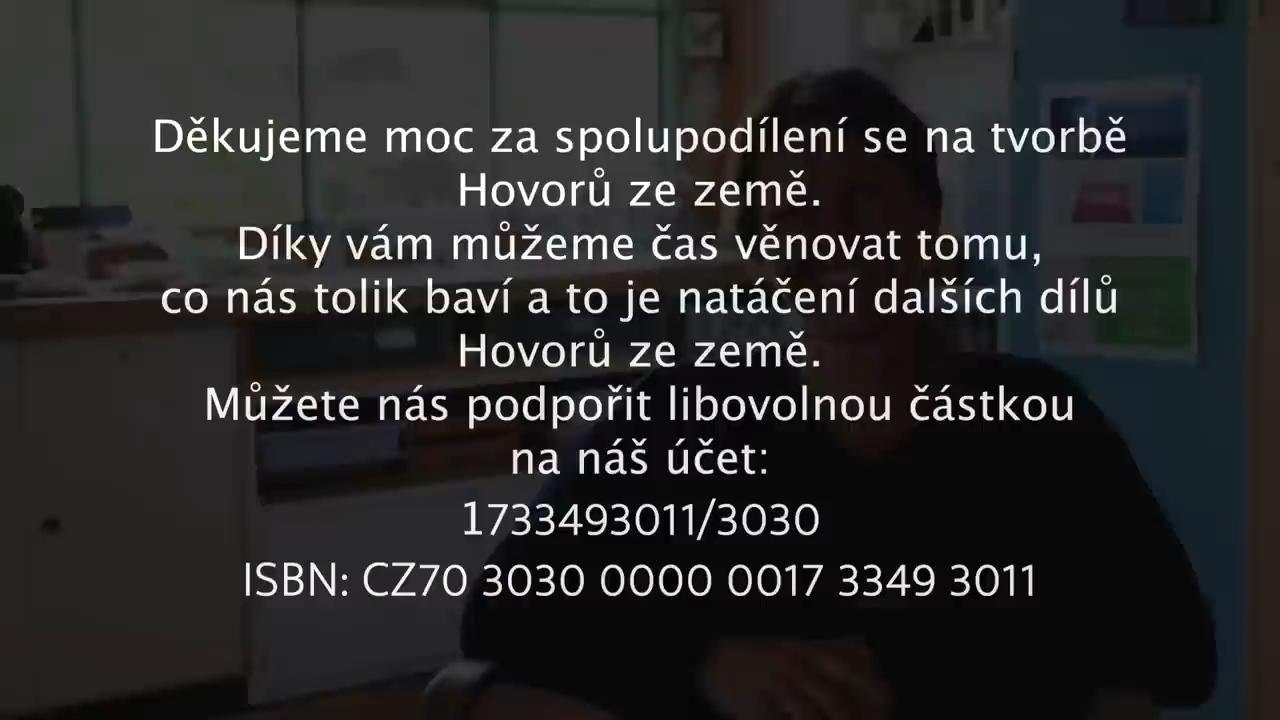 Děkujeme moc za spolupodílení se na tvorbě
Hovorů ze země.
Díky vám můžeme čas věnovat tomu,
co nás tolik baví a to je natáčení dalších dílů
Hovorů ze země.
Můžete nás podpořit libovolnou částkou
na náš účet:
1733493011/3030
ISBN: CZ70 3030 0000 0017 3349 3011